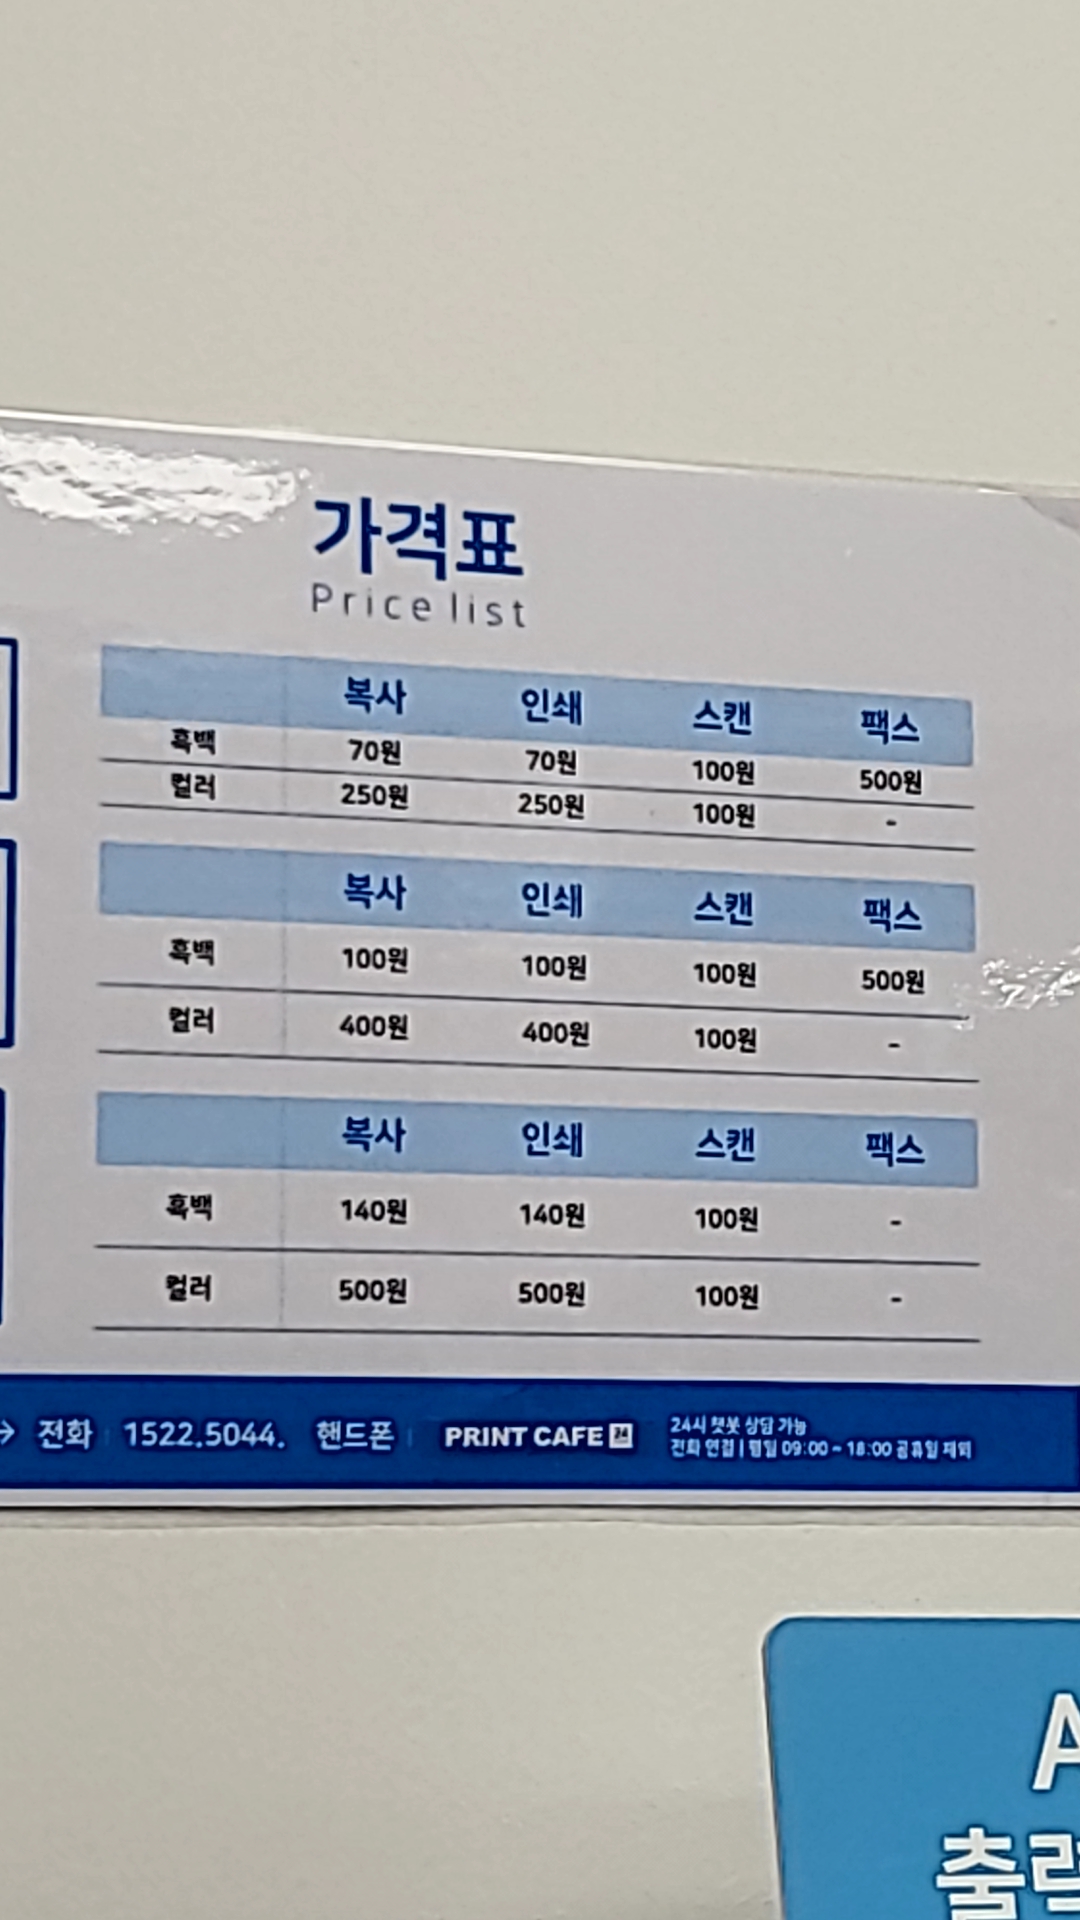 가격표
Price list
복사 인쇄 스캔 팩스
흑백 70원 70원 100원 500원
컬러 250원 250원 100원 -
복사 인쇄 스캔 팩스
흑백 100원 100원 100원 500원
컬러 400원 400원 100원 -
복사 인쇄 스캔 팩스
흑백 140원 140원 100원 -
컬러 500원 500원 100원 -
→ 전화 | 1522.5044. 핸드폰 | PRINT CAFE 24
24시 챗봇 상담 가능
전화 연결 | 평일 09:00 ~ 18:00 공휴일 제외
A
출력